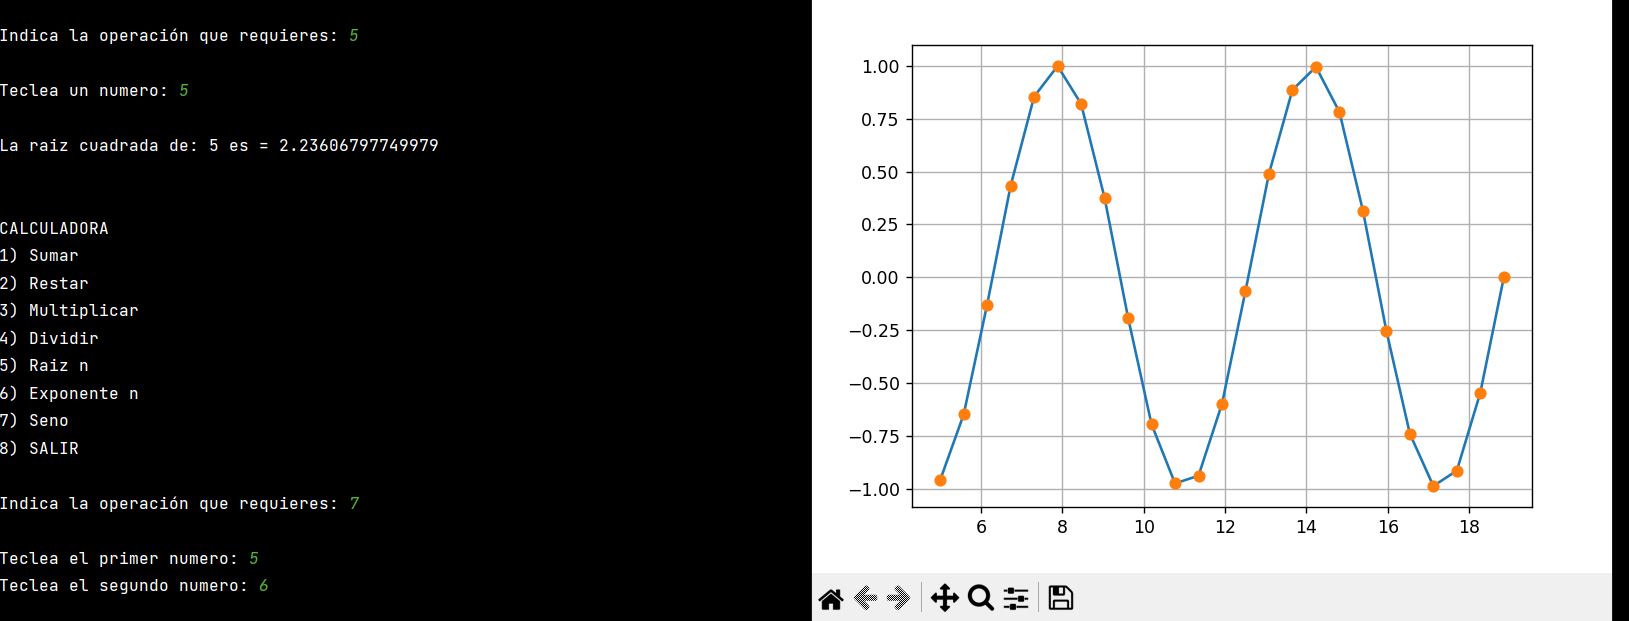 Indica la operación que requieres: 5
Teclea un numero: 5
La raiz cuadrada de: 5 es = 2.23606797749979
CALCULADORA
1) Sumar
2) Restar
3) Multiplicar
4) Dividir
5) Raiz n
6) Exponente n
7) Seno
8) SALIR
Indica la operación que requieres: 7
Teclea el primer numero: 5
Teclea el segundo numero: 6
1.00
0.75
0.50
0.25
0.00
−0.25
−0.50
−0.75
−1.00
6 8 10 12 14 16 18